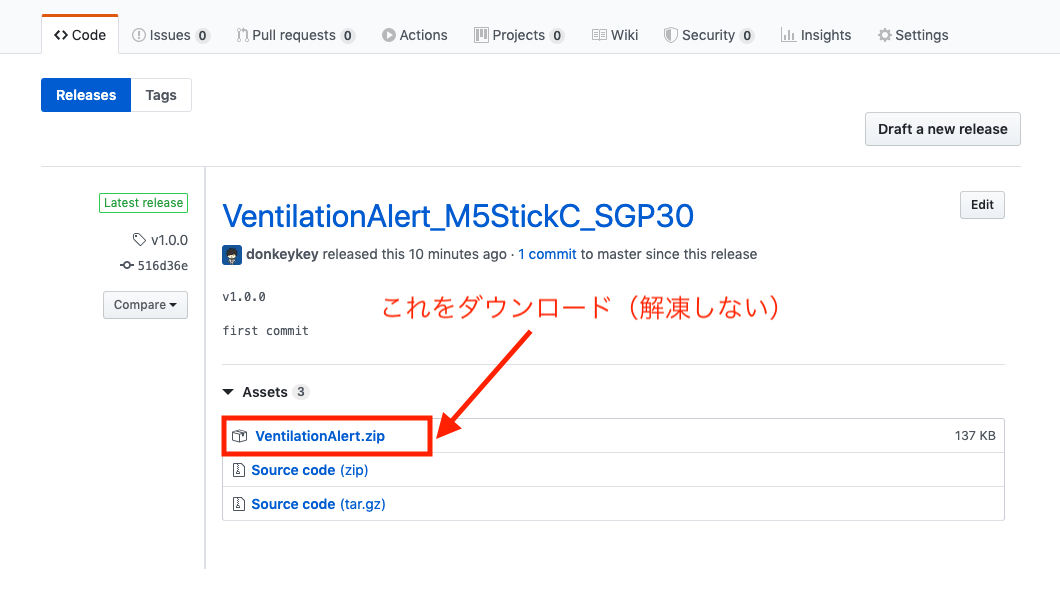 Code Issues 0 Pull requests 0 Actions Projects 0 Wiki Security 0 Insights Settings
Releases Tags
Draft a new release
Latest release
v1.0.0
516d36e
Compare
VentilationAlert_M5StickC_SGP30
Edit
donkeykey released this 10 minutes ago · 1 commit to master since this release
v1.0.0
これをダウンロード（解凍しない）
first commit
Assets 3
VentilationAlert.zip 137 KB
Source code (zip)
Source code (tar.gz)